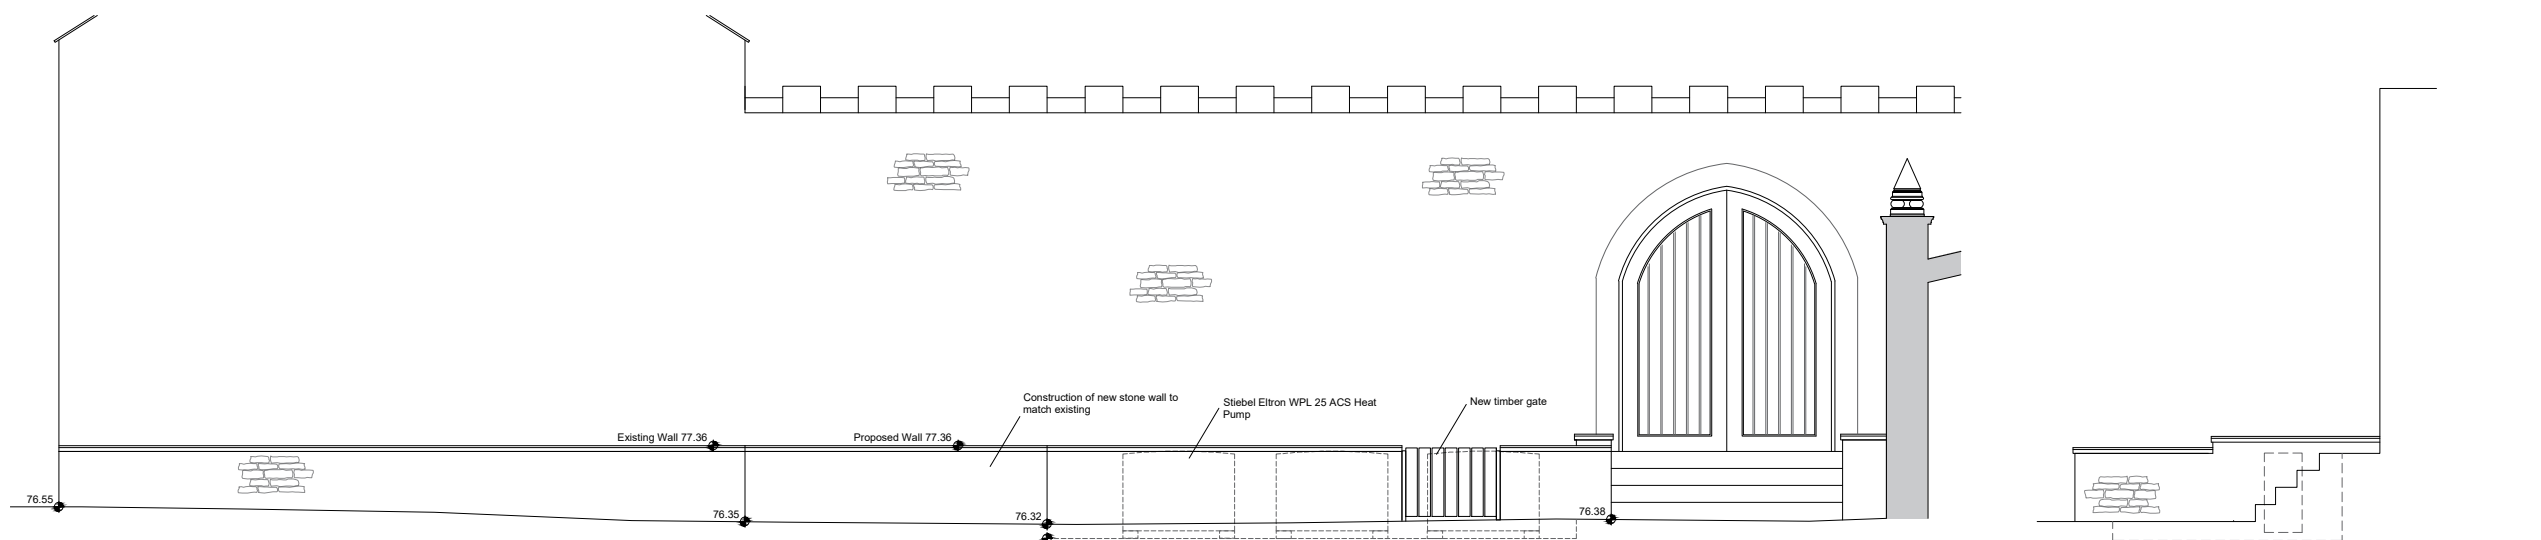 Construction of new stone wall to
match existing
Stiebel Eltron WPL 25 ACS Heat
Pump
New timber gate
Existing Wall 77.36
Proposed Wall 77.36
76.55
76.35
76.32
76.38